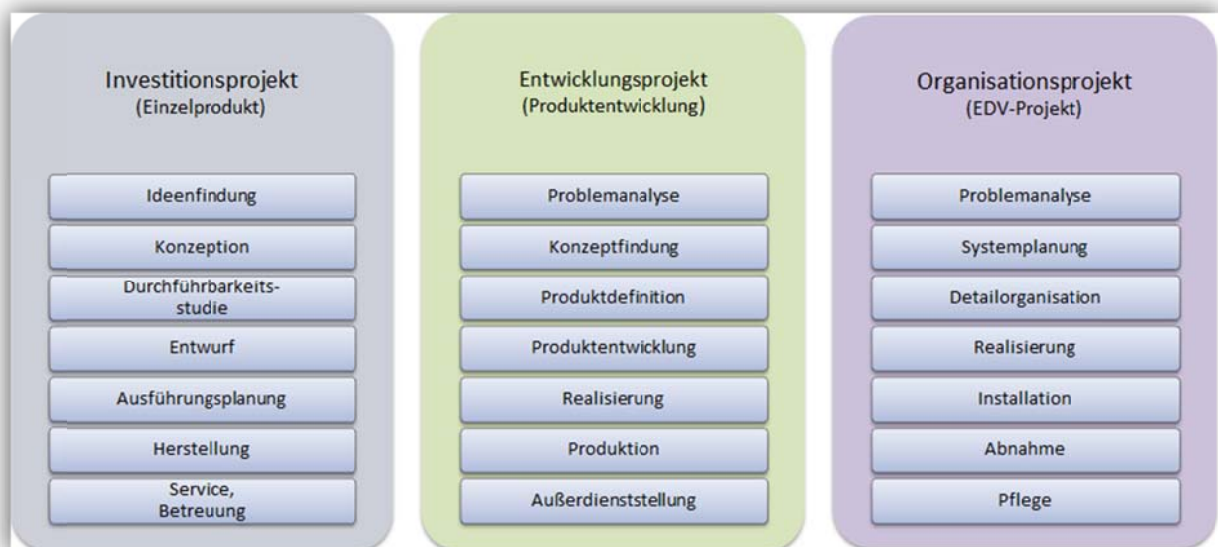 Investitionsprojekt
(Einzelprodukt)
Ideenfindung
Konzeption
Durchführbarkeits-
studie
Entwurf
Ausführungsplanung
Herstellung
Service,
Betreuung
Entwicklungsprojekt
(Produktentwicklung)
Problemanalyse
Konzeptfindung
Produktdefinition
Produktentwicklung
Realisierung
Produktion
Außerdienststellung
Organisationsprojekt
(EDV-Projekt)
Problemanalyse
Systemplanung
Detailorganisation
Realisierung
Installation
Abnahme
Pflege